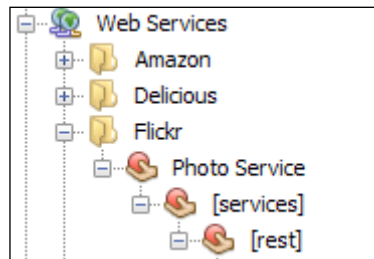 Web Services
Amazon
Delicious
Flickr
Photo Service
[services]
[rest]